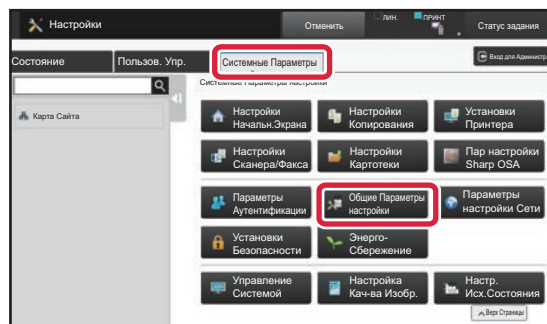 Настройки
Отменить
ЛИН.
ПРИНТ
Статус задания
Состояние
Пользов. Упр.
Системные Параметры
Вход для Администр
Системные Параметры настройки
Карта Сайта
Настройки
Начальн.Экрана
Настройки
Копирования
Установки
Принтера
Настройки
Сканера/Факса
Настройки
Картотеки
Пар настройки
Sharp OSA
Параметры
Аутентификации
Общие Параметры
настройки
Параметры
настройки Сети
Установки
Безопасности
Энерго-
Сбережение
Управление
Системой
Настройка
Кач-ва Изобр.
Настр.
Исх.Состояния
Верх Страницы